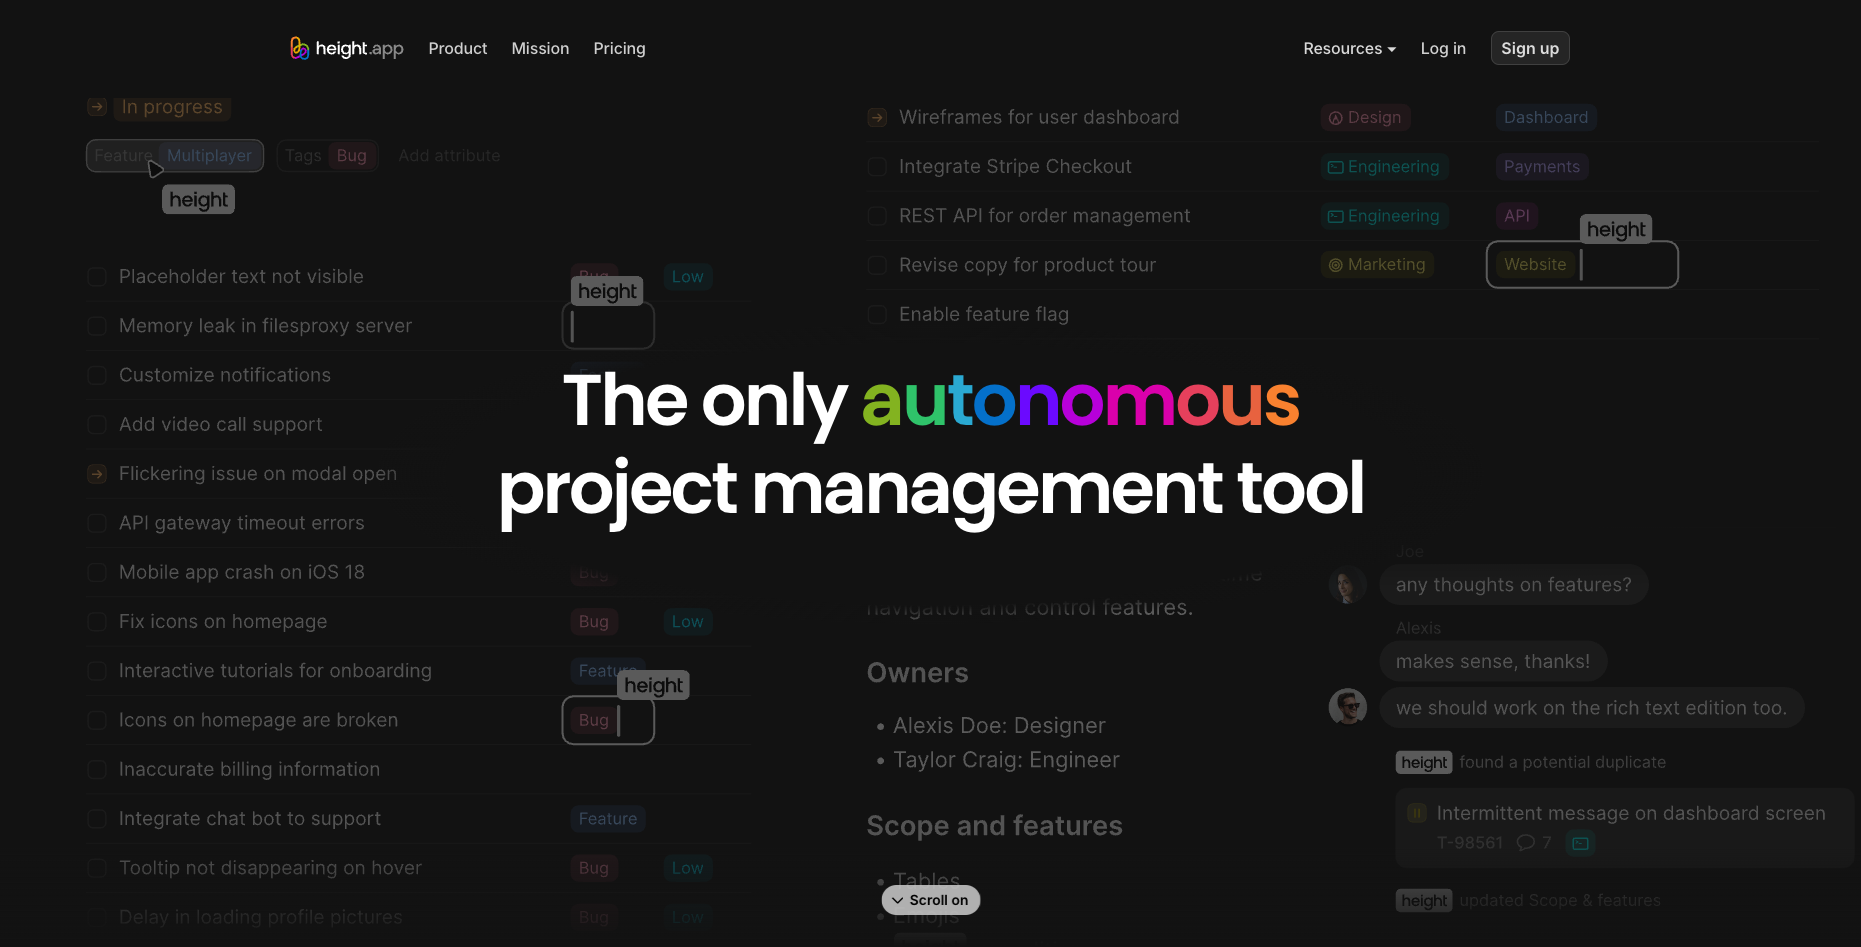 height.app Product Mission Pricing Resources Log in Sign up
In progress
Feature Multiplayer Tags Bug Add attribute
height
Placeholder text not visible Bug Low
height
Memory leak in filesproxy server
Customize notifications
Add video call support
Flickering issue on modal open
API gateway timeout errors
Mobile app crash on iOS 18 Bug
Fix icons on homepage Bug Low
Interactive tutorials for onboarding Feature
height
Icons on homepage are broken Bug
Inaccurate billing information
Integrate chat bot to support Feature
Tooltip not disappearing on hover Bug Low
Delay in loading profile pictures Bug Low
Wireframes for user dashboard Design Dashboard
Integrate Stripe Checkout Engineering Payments
REST API for order management Engineering API
height
Revise copy for product tour Marketing Website
Enable feature flag
The only autonomous
project management tool
navigation and control features.
Owners
• Alexis Doe: Designer
• Taylor Craig: Engineer
Scope and features
• Tables
Scroll on
• Emojis
Joe
any thoughts on features?
Alexis
makes sense, thanks!
we should work on the rich text edition too.
height found a potential duplicate
Intermittent message on dashboard screen
T-98561 7
height updated Scope & features